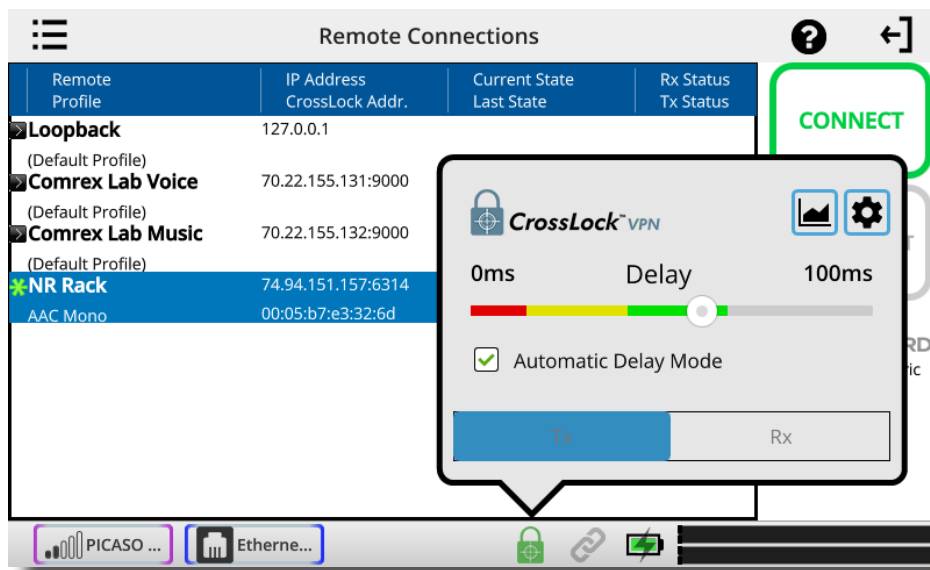 Remote Connections
Remote IP Address Current State Rx Status
Profile CrossLock Addr. Last State Tx Status
CONNECT
Loopback 127.0.0.1
(Default Profile)
Comrex Lab Voice 70.22.155.131:9000
(Default Profile)
Comrex Lab Music 70.22.155.132:9000
(Default Profile)
NR Rack 74.94.151.157:6314
AAC Mono 00:05:b7:e3:32:6d
CrossLock™ VPN
0ms Delay 100ms
Automatic Delay Mode
Tx Rx
PICASO ... Etherne...